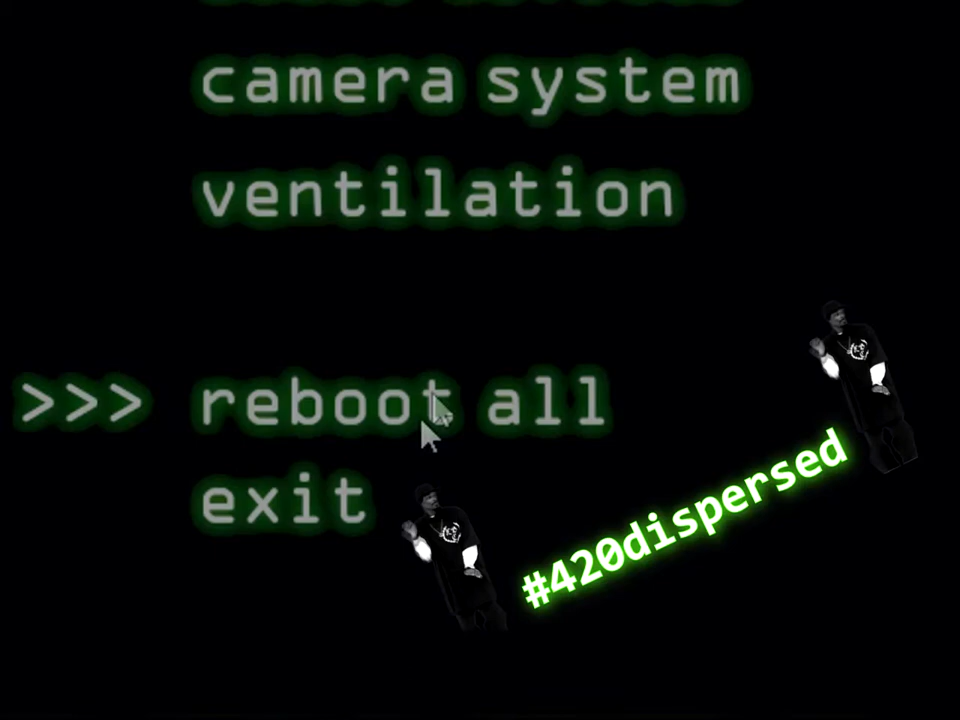 camera system
ventilation
>>> reboot all
exit
#420dispersed